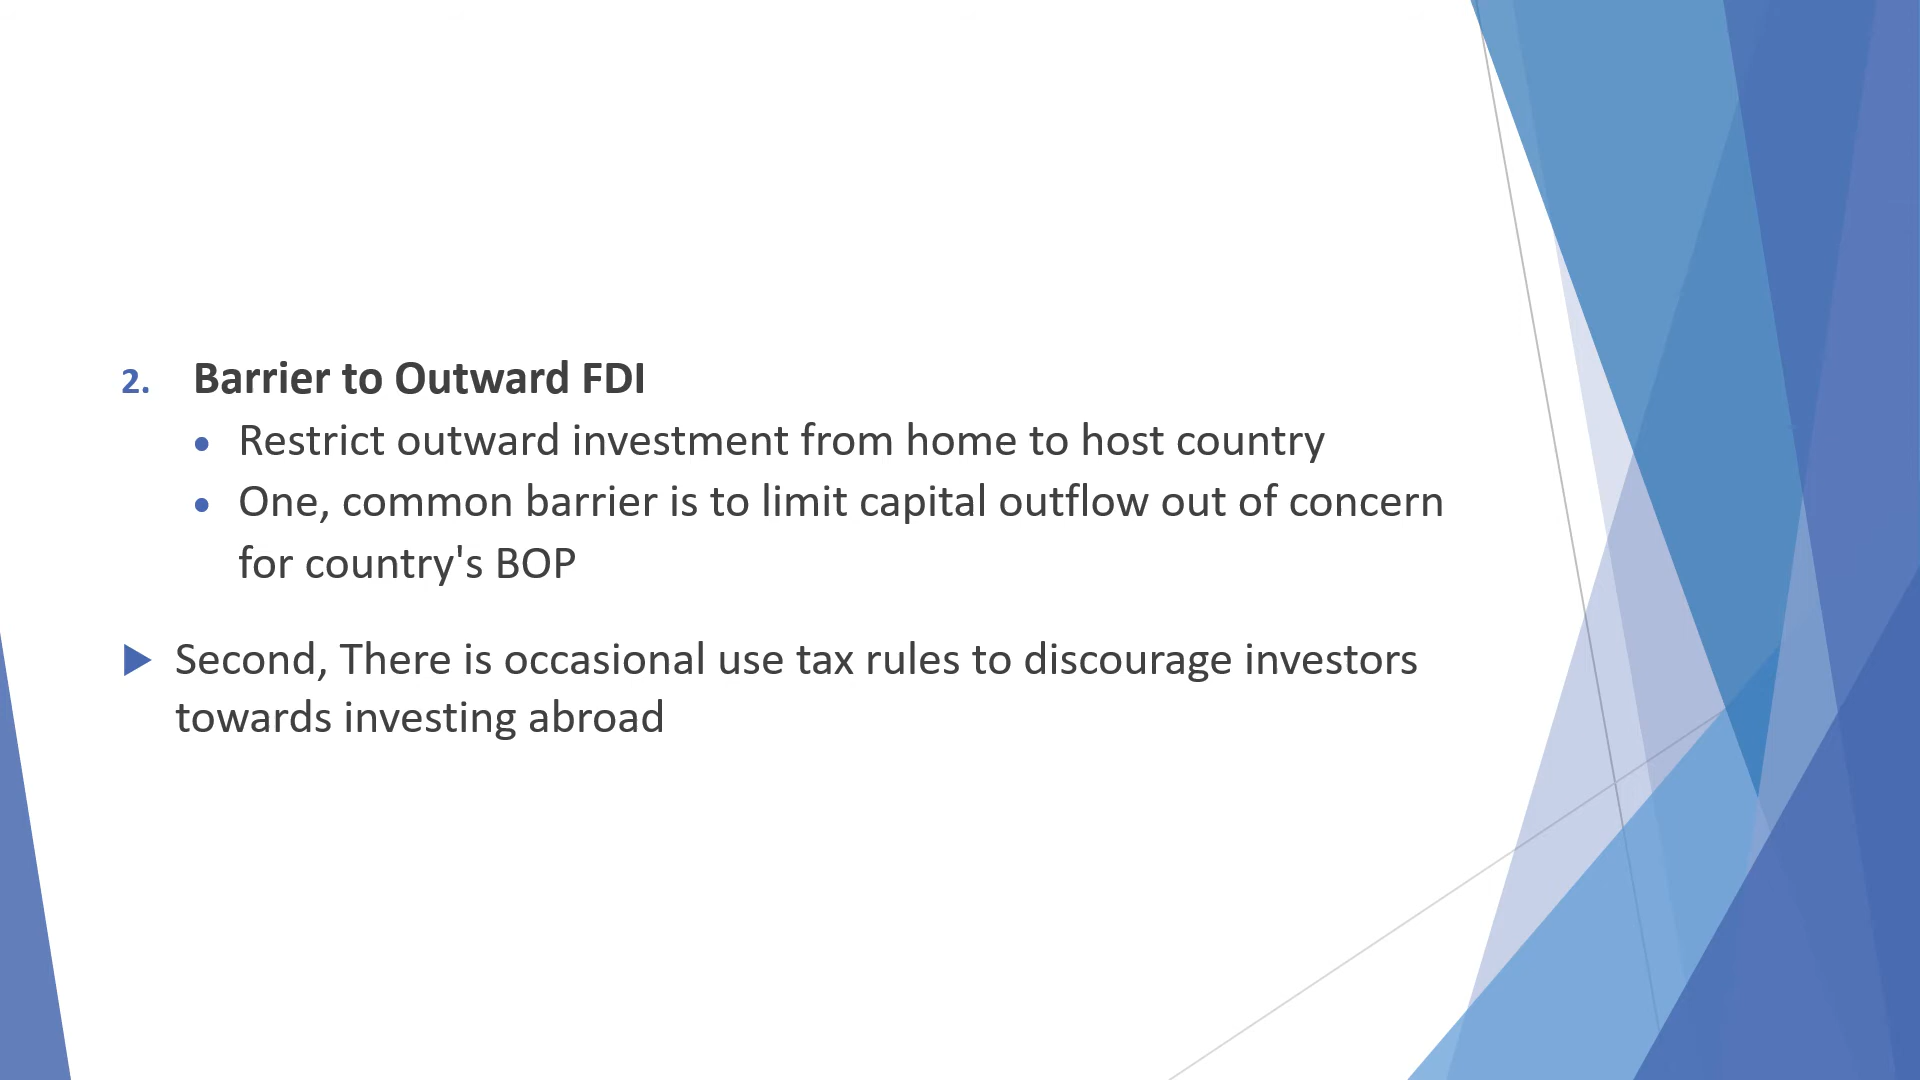 2. Barrier to Outward FDI
• Restrict outward investment from home to host country
• One, common barrier is to limit capital outflow out of concern
for country's BOP
▶ Second, There is occasional use tax rules to discourage investors
towards investing abroad